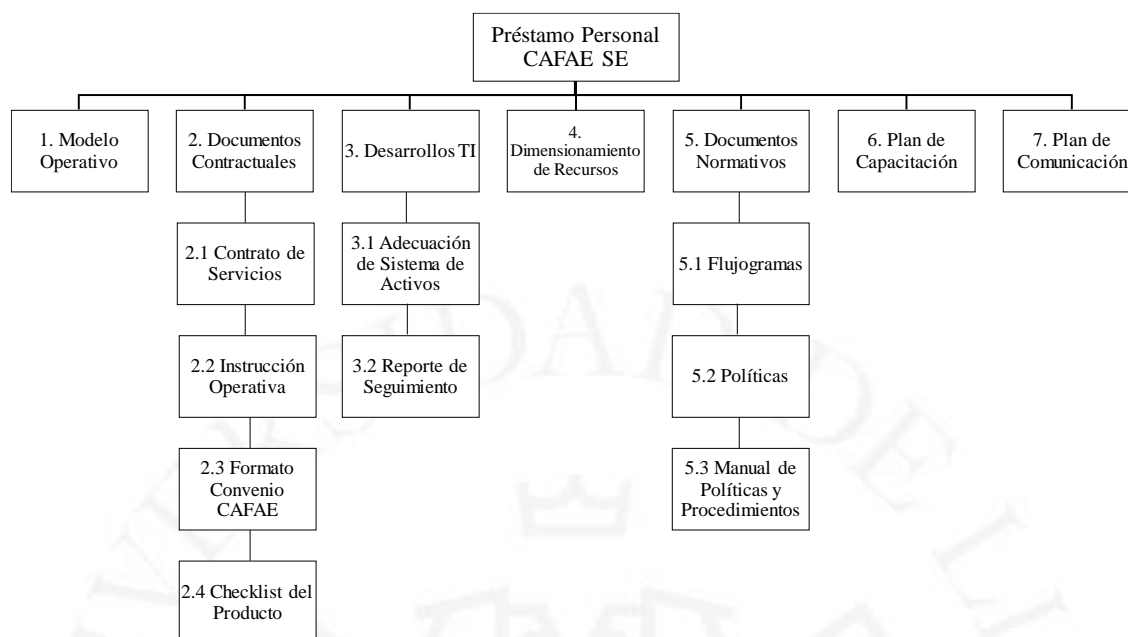 Préstamo Personal
CAFAE SE
1. Modelo
Operativo
2. Documentos
Contractuales
3. Desarrollos TI
4.
Dimensionamiento
de Recursos
5. Documentos
Normativos
6. Plan de
Capacitación
7. Plan de
Comunicación
2.1 Contrato de
Servicios
3.1 Adecuación
de Sistema de
Activos
5.1 Flujogramas
2.2 Instrucción
Operativa
3.2 Reporte de
Seguimiento
5.2 Políticas
2.3 Formato
Convenio
CAFAE
5.3 Manual de
Políticas y
Procedimientos
2.4 Checklist del
Producto
VERSIDAD DE LI